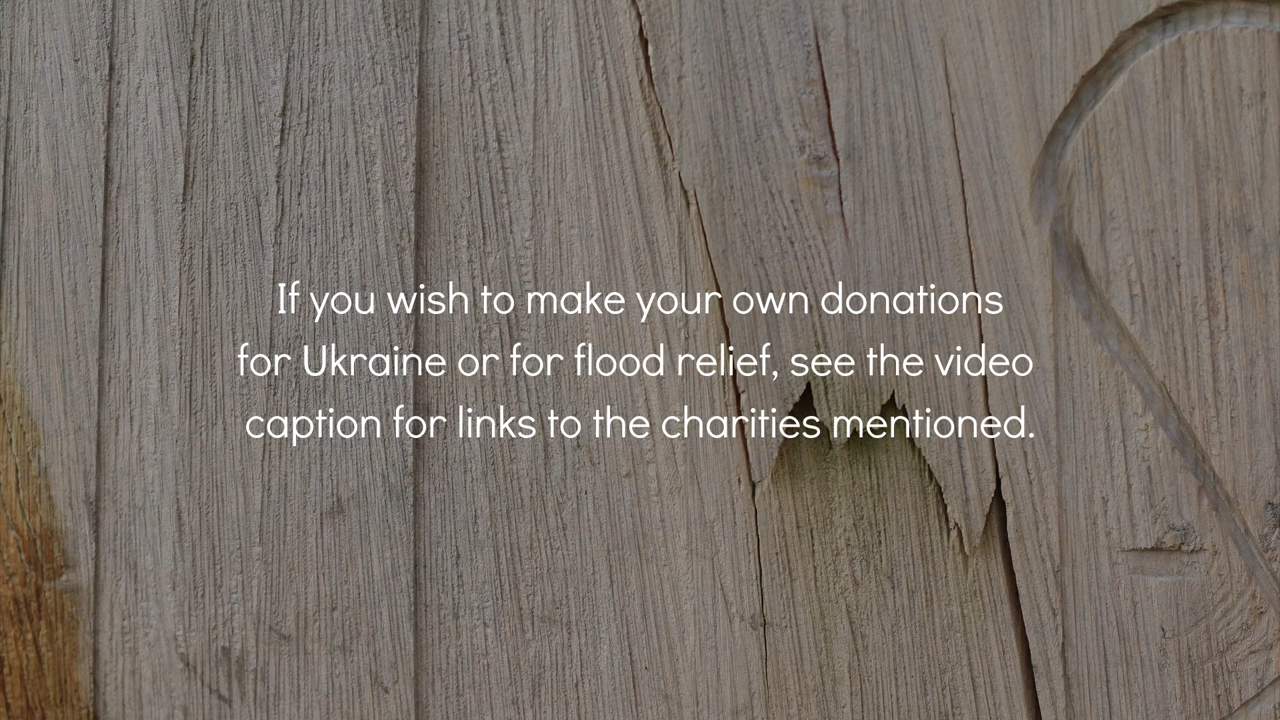 If you wish to make your own donations
for Ukraine or for flood relief, see the video
caption for links to the charities mentioned.